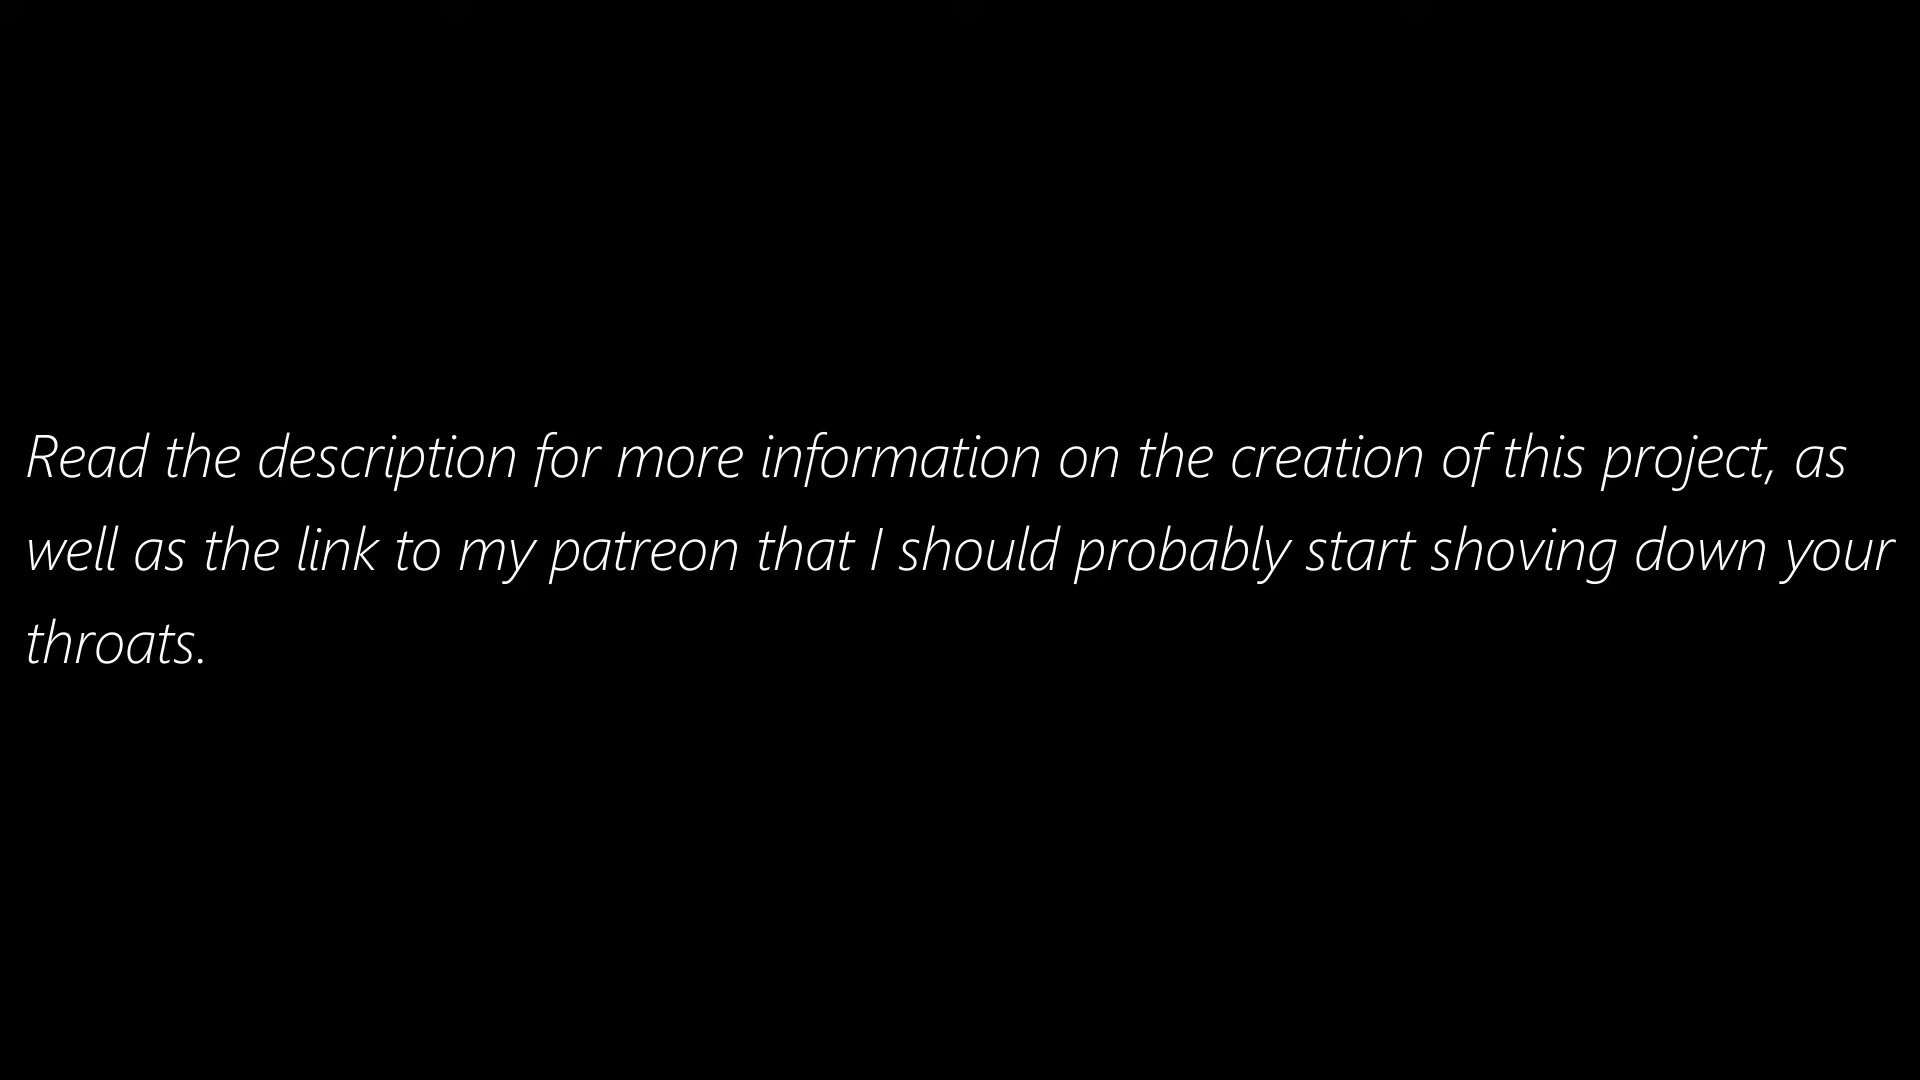 Read the description for more information on the creation of this project, as
well as the link to my patreon that I should probably start shoving down your
throats.